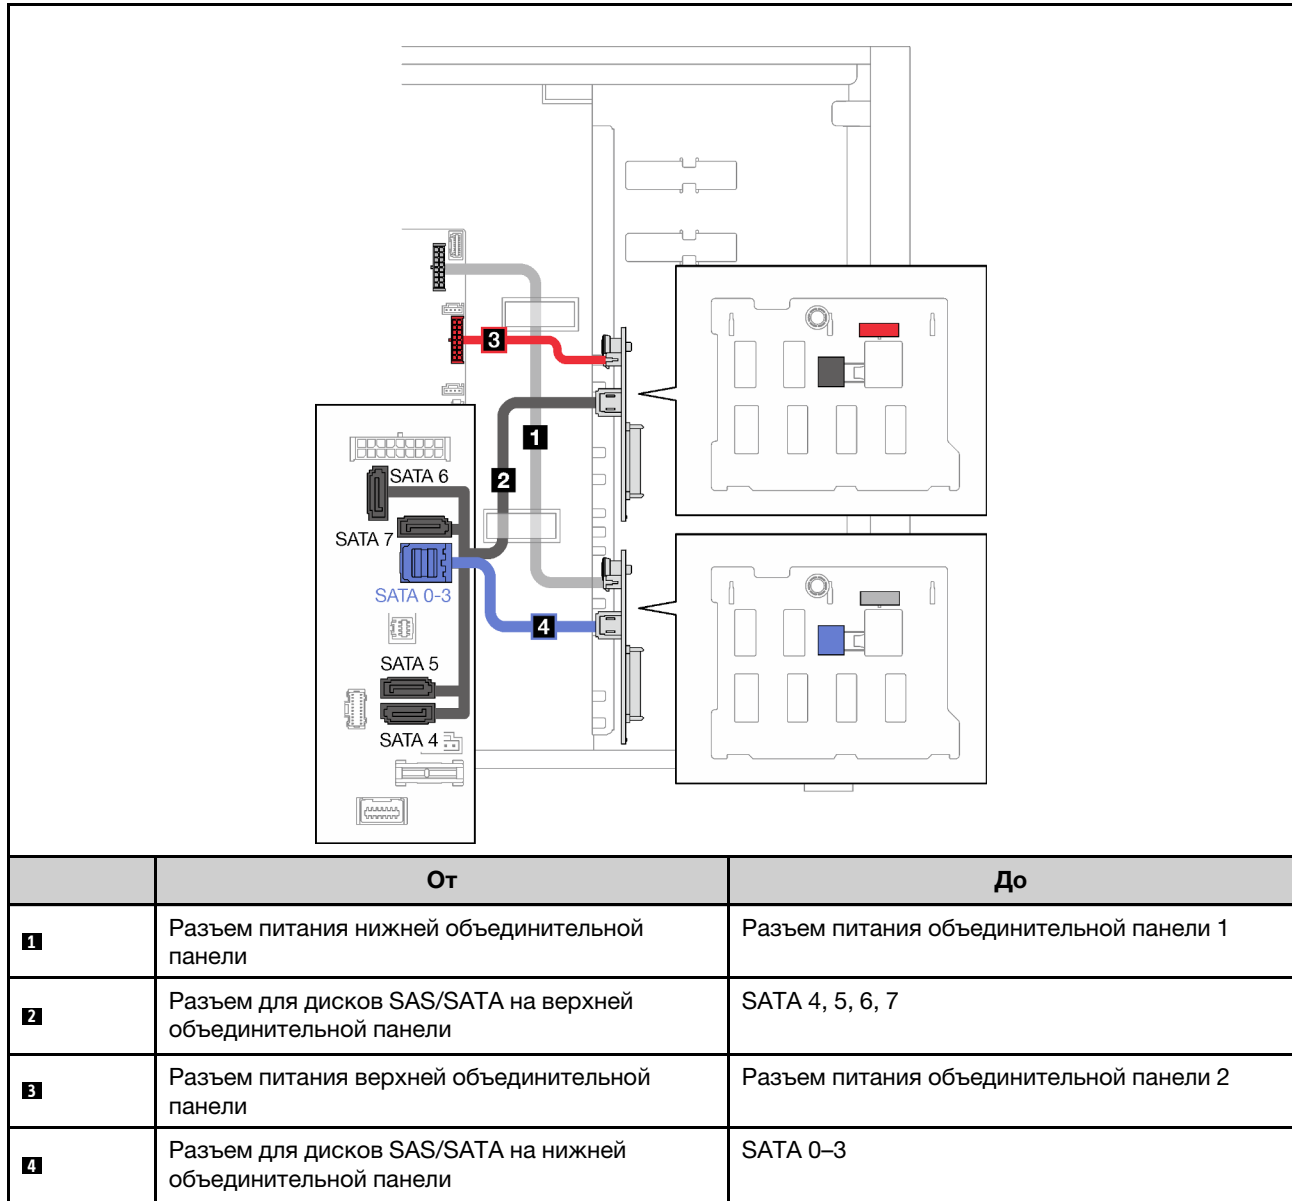 3
1
2
SATA 6
SATA 7
SATA 0-3
4
SATA 5
SATA 4
От До
1 Разъем питания нижней объединительной Разъем питания объединительной панели 1
панели
2 Разъем для дисков SAS/SATA на верхней SATA 4, 5, 6, 7
объединительной панели
3 Разъем питания верхней объединительной Разъем питания объединительной панели 2
панели
4 Разъем для дисков SAS/SATA на нижней SATA 0–3
объединительной панели